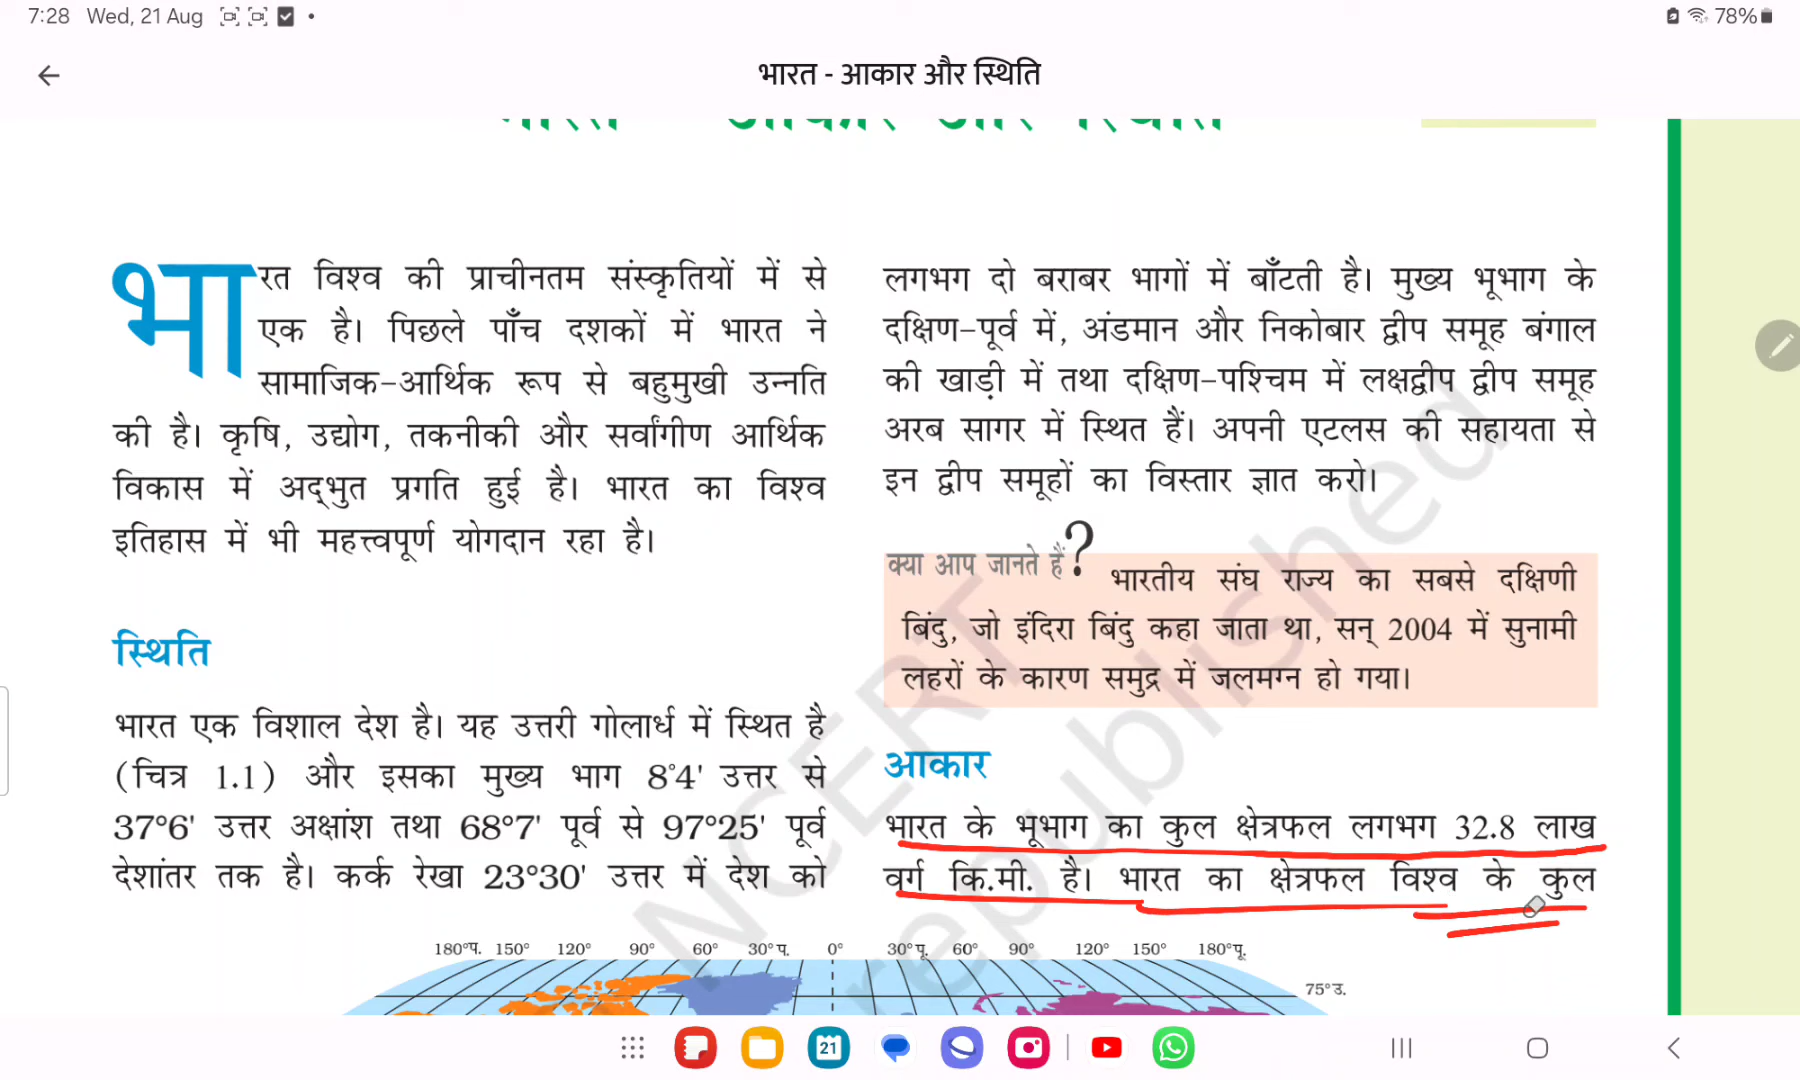 7:28 Wed, 21 Aug
78%
भारत - आकार और स्थिति
भारत विश्व की प्राचीनतम संस्कृतियों में से
एक है। पिछले पाँच दशकों में भारत ने
सामाजिक-आर्थिक रूप से बहुमुखी उन्नति
की है। कृषि, उद्योग, तकनीकी और सर्वांगीण आर्थिक
विकास में अद्भुत प्रगति हुई है। भारत का विश्व
इतिहास में भी महत्त्वपूर्ण योगदान रहा है।
स्थिति
भारत एक विशाल देश है। यह उत्तरी गोलार्ध में स्थित है
(चित्र 1.1) और इसका मुख्य भाग 8°4' उत्तर से
37°6' उत्तर अक्षांश तथा 68°7' पूर्व से 97°25' पूर्व
देशांतर तक है। कर्क रेखा 23°30' उत्तर में देश को
लगभग दो बराबर भागों में बाँटती है। मुख्य भूभाग के
दक्षिण-पूर्व में, अंडमान और निकोबार द्वीप समूह बंगाल
की खाड़ी में तथा दक्षिण-पश्चिम में लक्षद्वीप द्वीप समूह
अरब सागर में स्थित हैं। अपनी एटलस की सहायता से
इन द्वीप समूहों का विस्तार ज्ञात करो।
क्या आप जानते हैं? भारतीय संघ राज्य का सबसे दक्षिणी
बिंदु, जो इंदिरा बिंदु कहा जाता था, सन् 2004 में सुनामी
लहरों के कारण समुद्र में जलमग्न हो गया।
आकार
भारत के भूभाग का कुल क्षेत्रफल लगभग 32.8 लाख
वर्ग कि.मी. है। भारत का क्षेत्रफल विश्व के कुल
180°प. 150° 120° 90° 60° 30°प. 0° 30°पू. 60° 90° 120° 150° 180°पू.
75°उ.
NCERT
republished
21